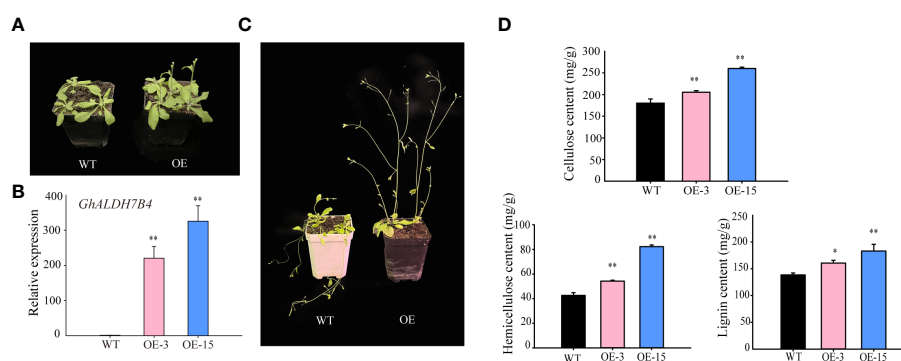 A
WT
OE
B
GhALDH7B4
Relative expression
400
300
200
100
0
**
**
WT
OE-3
OE-15
C
WT
OE
D
Cellulose centent (mg/g)
300
250
200
150
100
50
0
**
**
WT
OE-3
OE-15
Hemicellulose centent (mg/g)
100
80
60
40
20
0
**
**
WT
OE-3
OE-15
Lignin centent (mg/g)
250
200
150
100
50
0
*
**
WT
OE-3
OE-15